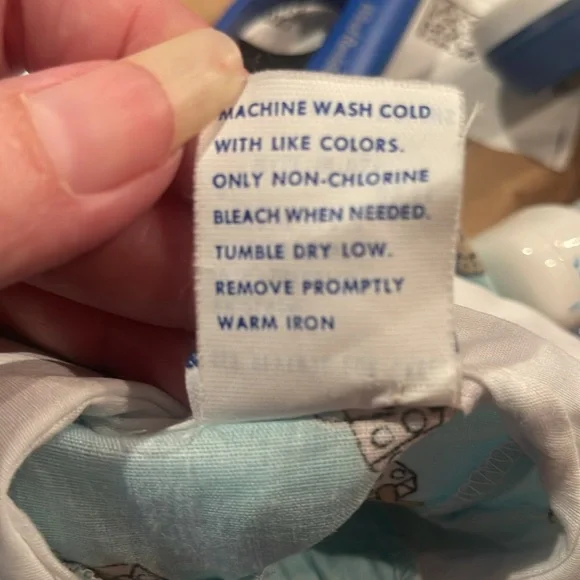 MACHINE WASH COLD
WITH LIKE COLORS.
ONLY NON-CHLORINE
BLEACH WHEN NEEDED.
TUMBLE DRY LOW.
REMOVE PROMPTLY
WARM IRON